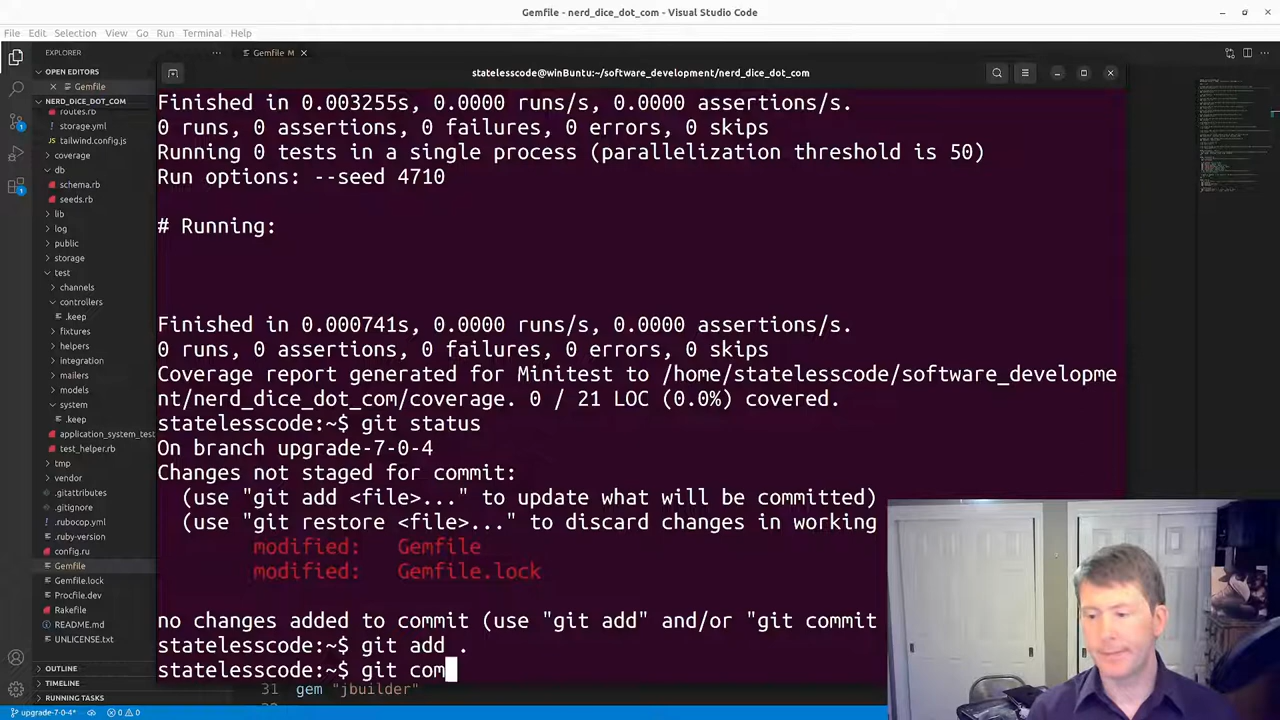 Gemfile - nerd_dice_dot_com - Visual Studio Code
File Edit Selection View Go Run Terminal Help
EXPLORER
Gemfile M
OPEN EDITORS
Gemfile
NERD_DICE_DOT_COM
routes.rb
storage.yml
tailwind.config.js
coverage
db
schema.rb
seeds.rb
lib
log
public
storage
test
channels
controllers
.keep
fixtures
helpers
integration
mailers
models
system
.keep
application_system_test
test_helper.rb
tmp
vendor
.gitattributes
.gitignore
.rubocop.yml
.ruby-version
config.ru
Gemfile
Gemfile.lock
Procfile.dev
Rakefile
README.md
UNLICENSE.txt
OUTLINE
TIMELINE
RUNNING TASKS
statelesscode@winBuntu:~/software_development/nerd_dice_dot_com
Finished in 0.003255s, 0.0000 runs/s, 0.0000 assertions/s.
0 runs, 0 assertions, 0 failures, 0 errors, 0 skips
Running 0 tests in a single process (parallelization threshold is 50)
Run options: --seed 4710
# Running:
Finished in 0.000741s, 0.0000 runs/s, 0.0000 assertions/s.
0 runs, 0 assertions, 0 failures, 0 errors, 0 skips
Coverage report generated for Minitest to /home/statelesscode/software_developme
nt/nerd_dice_dot_com/coverage. 0 / 21 LOC (0.0%) covered.
statelesscode:~$ git status
On branch upgrade-7-0-4
Changes not staged for commit:
(use "git add <file>..." to update what will be committed)
(use "git restore <file>..." to discard changes in working
modified: Gemfile
modified: Gemfile.lock
no changes added to commit (use "git add" and/or "git commit
statelesscode:~$ git add .
statelesscode:~$ git com
31 gem "jbuilder"
upgrade-7-0-4* 0 0